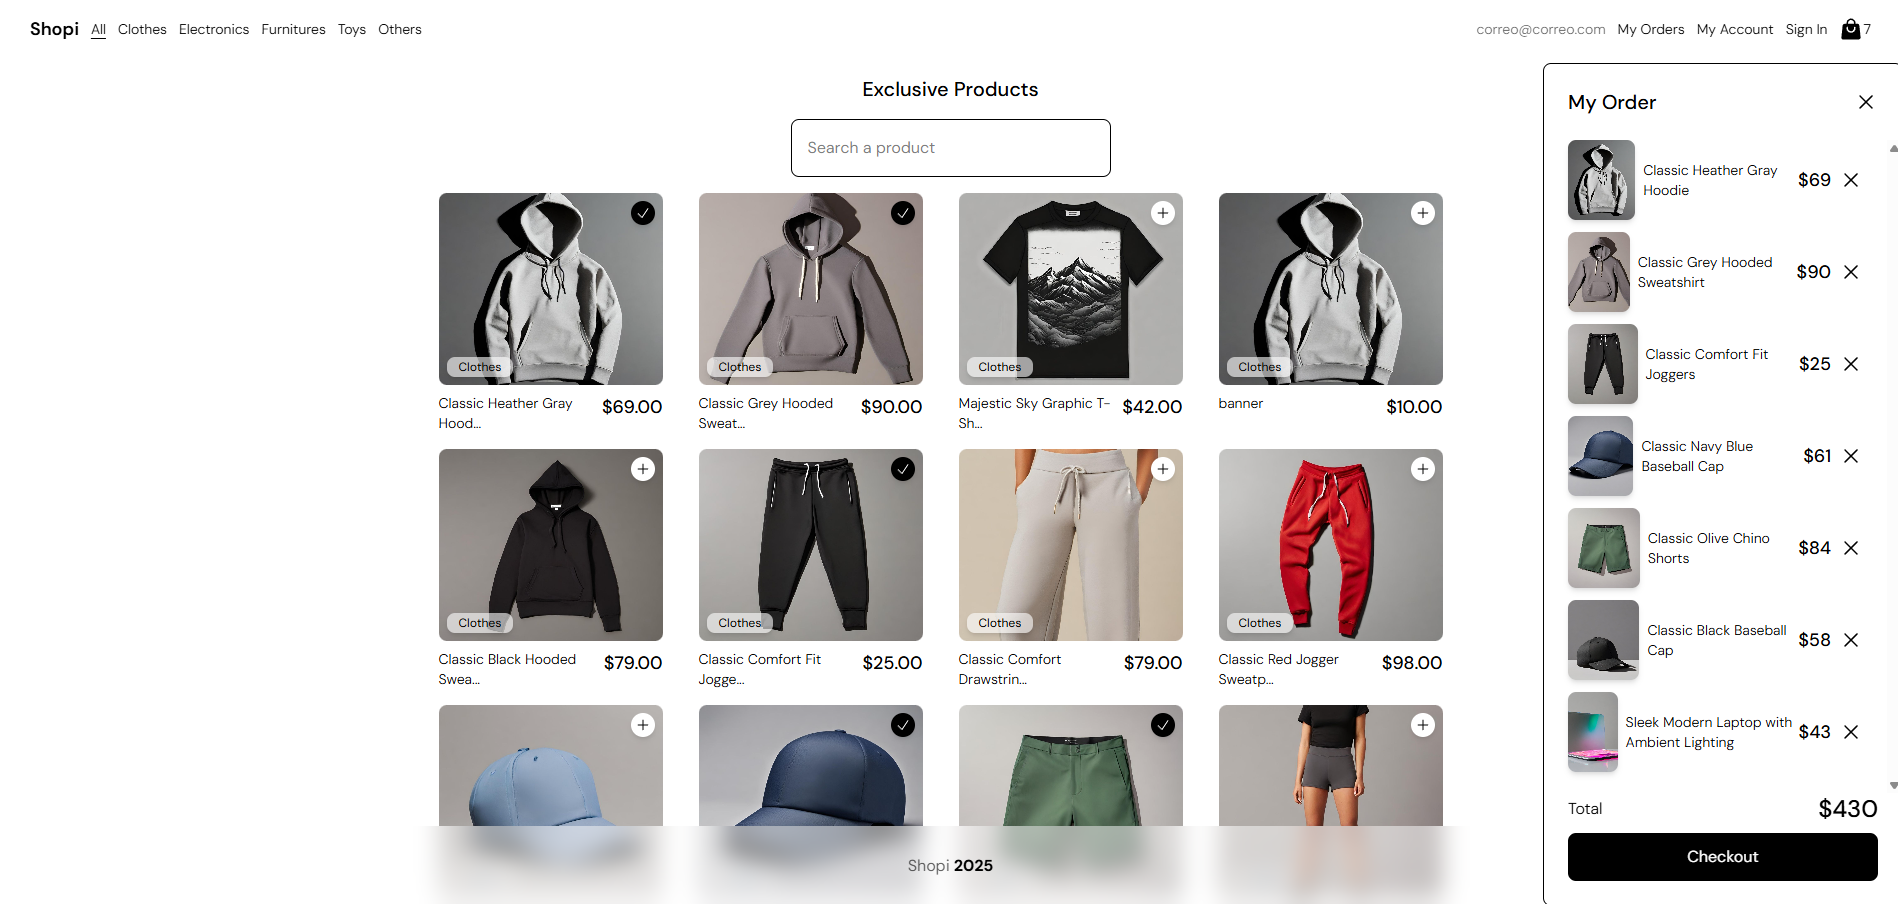 Shopi All Clothes Electronics Furnitures Toys Others
correo@correo.com My Orders My Account Sign In 7
Exclusive Products
Search a product
Clothes
Classic Heather Gray
Hood...
$69.00
Clothes
Classic Grey Hooded
Sweat...
$90.00
Clothes
Majestic Sky Graphic T-
Sh...
$42.00
Clothes
banner
$10.00
Clothes
Classic Black Hooded
Swea...
$79.00
Clothes
Classic Comfort Fit
Jogge...
$25.00
Clothes
Classic Comfort
Drawstrin...
$79.00
Clothes
Classic Red Jogger
Sweatp...
$98.00
Shopi 2025
My Order
Classic Heather Gray
Hoodie
$69
Classic Grey Hooded
Sweatshirt
$90
Classic Comfort Fit
Joggers
$25
Classic Navy Blue
Baseball Cap
$61
Classic Olive Chino
Shorts
$84
Classic Black Baseball
Cap
$58
Sleek Modern Laptop with
Ambient Lighting
$43
Total $430
Checkout